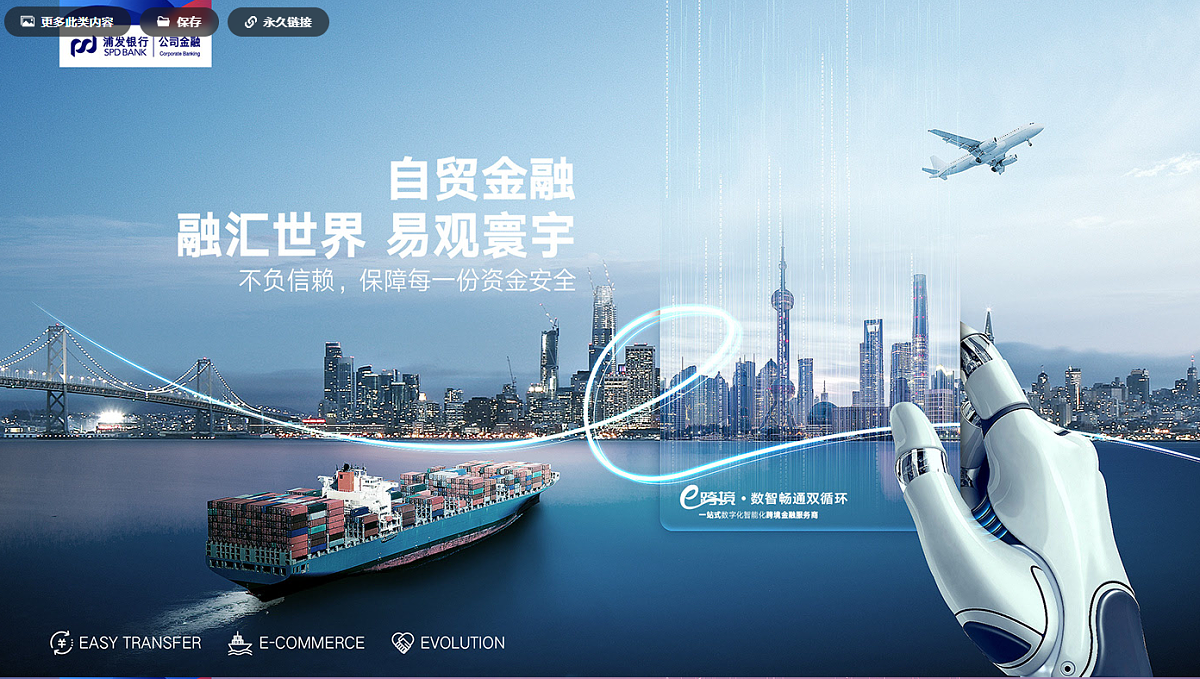 更多此类内容
保存
永久链接
浦发银行
SPD BANK
公司金融
Corporate Banking
自贸金融
融汇世界 易观寰宇
不负信赖，保障每一份资金安全
e跨境·数智畅通双循环
一站式数字化智能化跨境金融服务商
EASY TRANSFER
E-COMMERCE
EVOLUTION